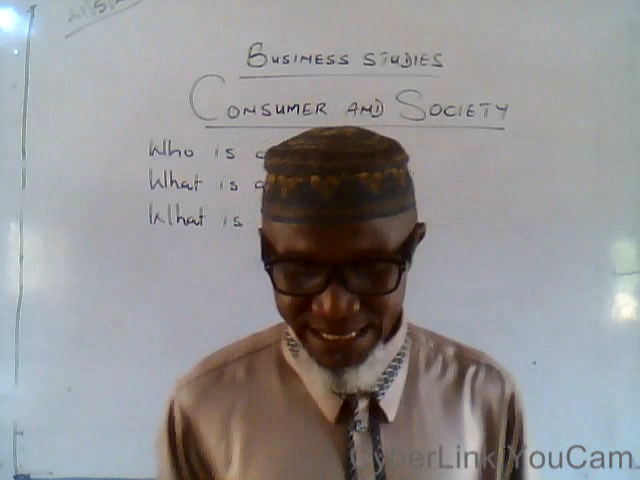 BUSINESS STUDIES
CONSUMER AND SOCIETY
Who is
What is
What is
CyberLink YouCam